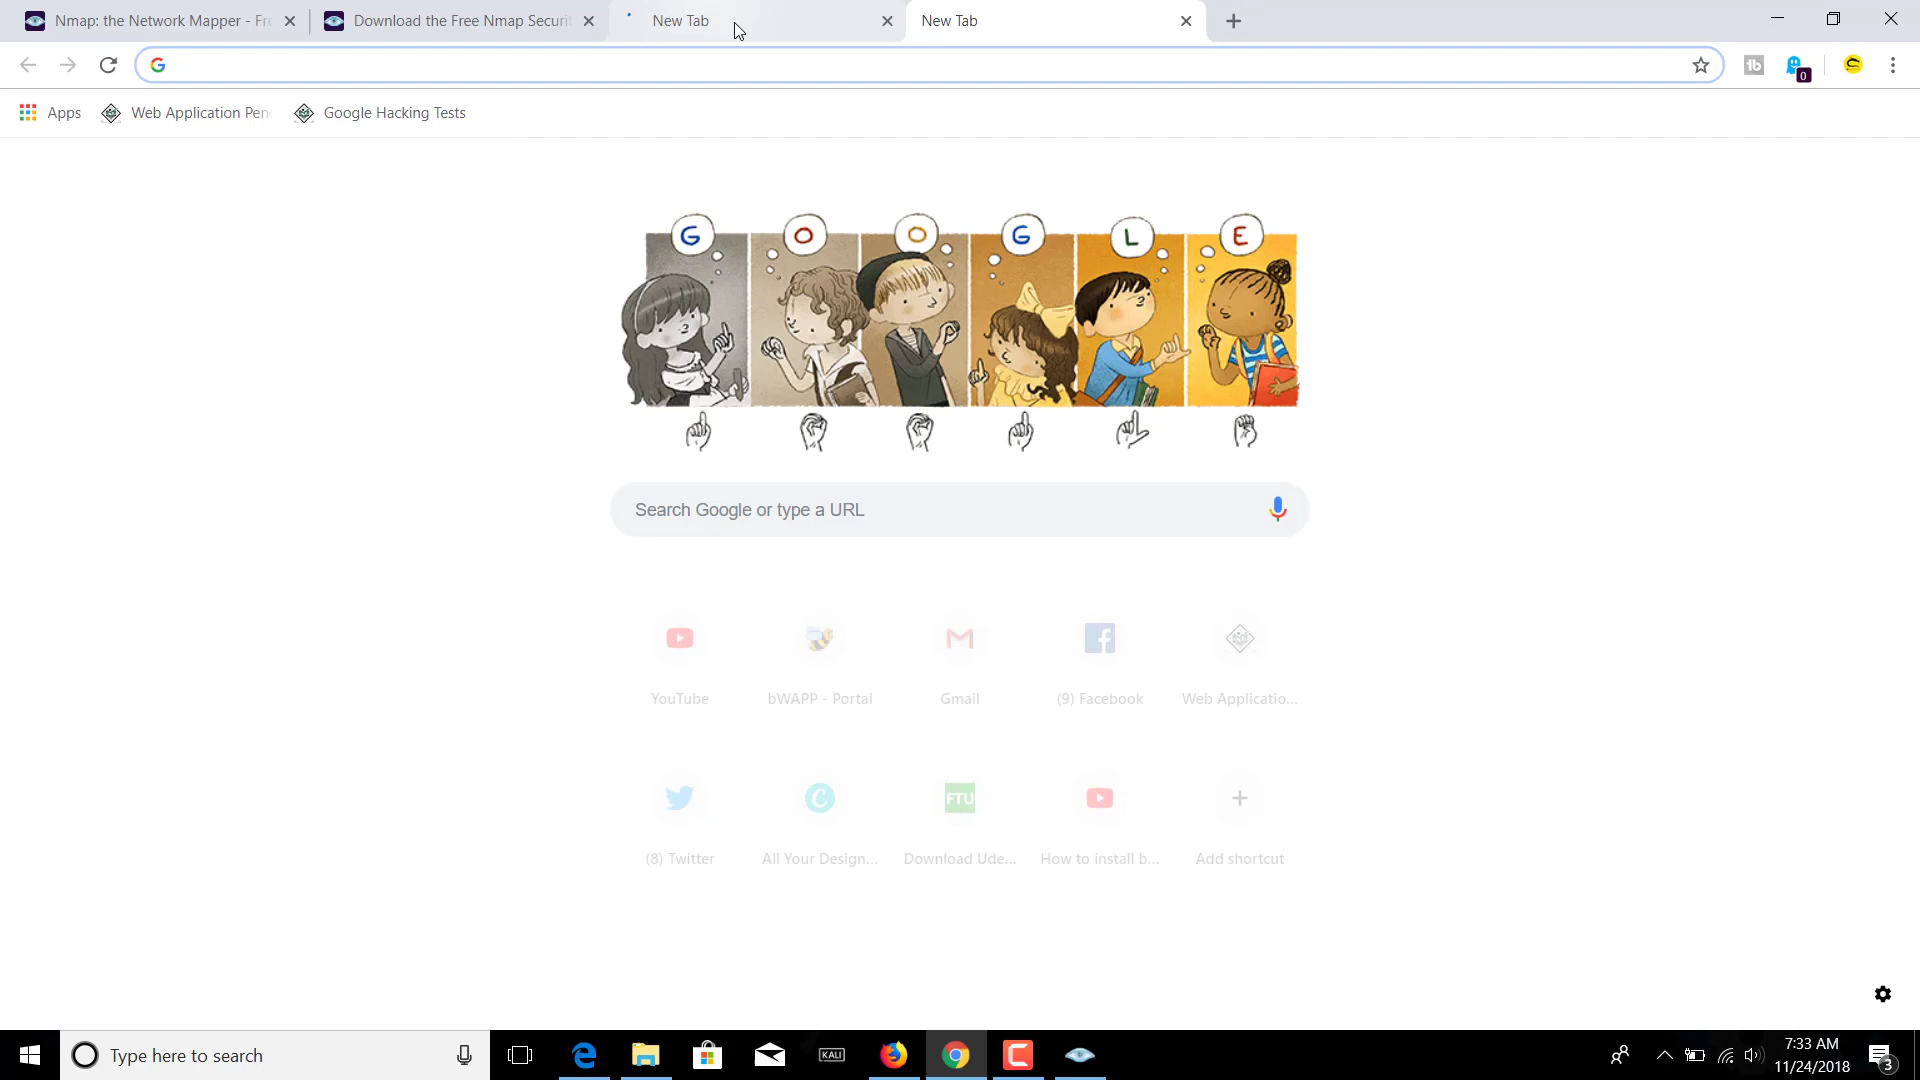 Nmap: the Network Mapper - Fr
Download the Free Nmap Securi
New Tab
New Tab
0
Apps
Web Application Pen
Google Hacking Tests
G O O G L E
Search Google or type a URL
YouTube
bWAPP - Portal
Gmail
(9) Facebook
Web Applicatio...
FTU
(8) Twitter
All Your Design...
Download Ude...
How to install b...
Add shortcut
Type here to search
KALI
7:33 AM
11/24/2018
3